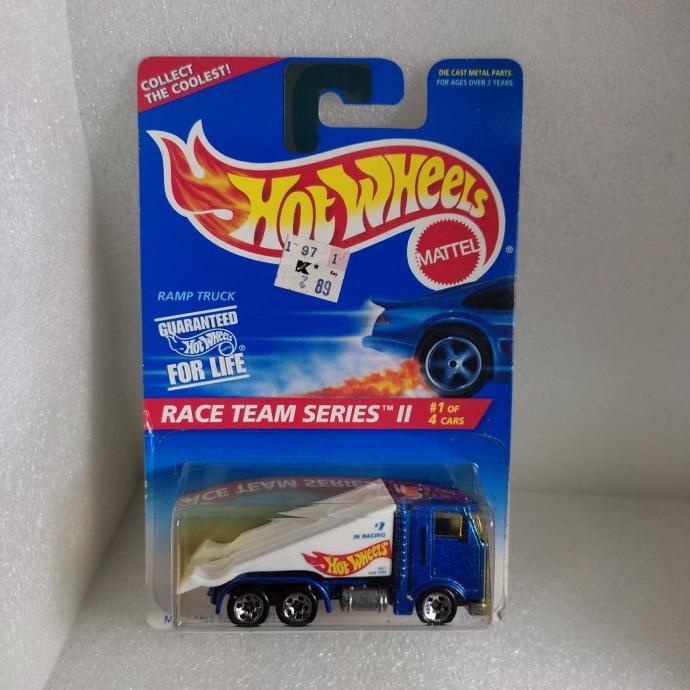 COLLECT
THE COOLEST!
DIE CAST METAL PARTS.
FOR AGES OVER 3 YEARS.
HOT WHEELS
®
MATTEL
1 97 1
K
89
RAMP TRUCK
GUARANTEED
HOT WHEELS ®
FOR LIFE
RACE TEAM SERIES™ II
#1 OF
4 CARS
RACE TEAM SERIES
#1
IN RACING
HOT WHEELS